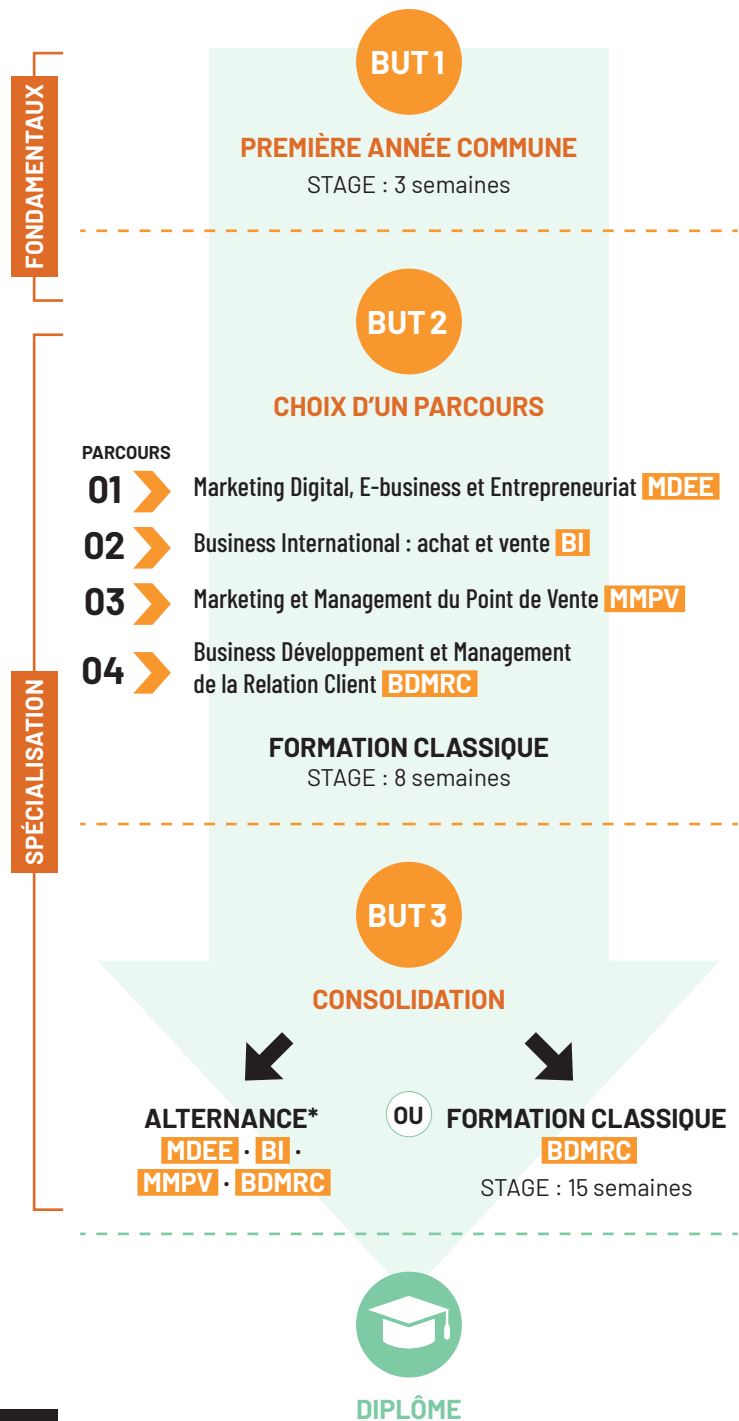 FONDAMENTAUX
BUT 1
PREMIÈRE ANNÉE COMMUNE
STAGE : 3 semaines
SPÉCIALISATION
BUT 2
CHOIX D'UN PARCOURS
PARCOURS
01 Marketing Digital, E-business et Entrepreneuriat MDEE
02 Business International : achat et vente BI
03 Marketing et Management du Point de Vente MMPV
04 Business Développement et Management
de la Relation Client BDMRC
FORMATION CLASSIQUE
STAGE : 8 semaines
BUT 3
CONSOLIDATION
ALTERNANCE*
MDEE · BI ·
MMPV · BDMRC
OU
FORMATION CLASSIQUE
BDMRC
STAGE : 15 semaines
DIPLÔME